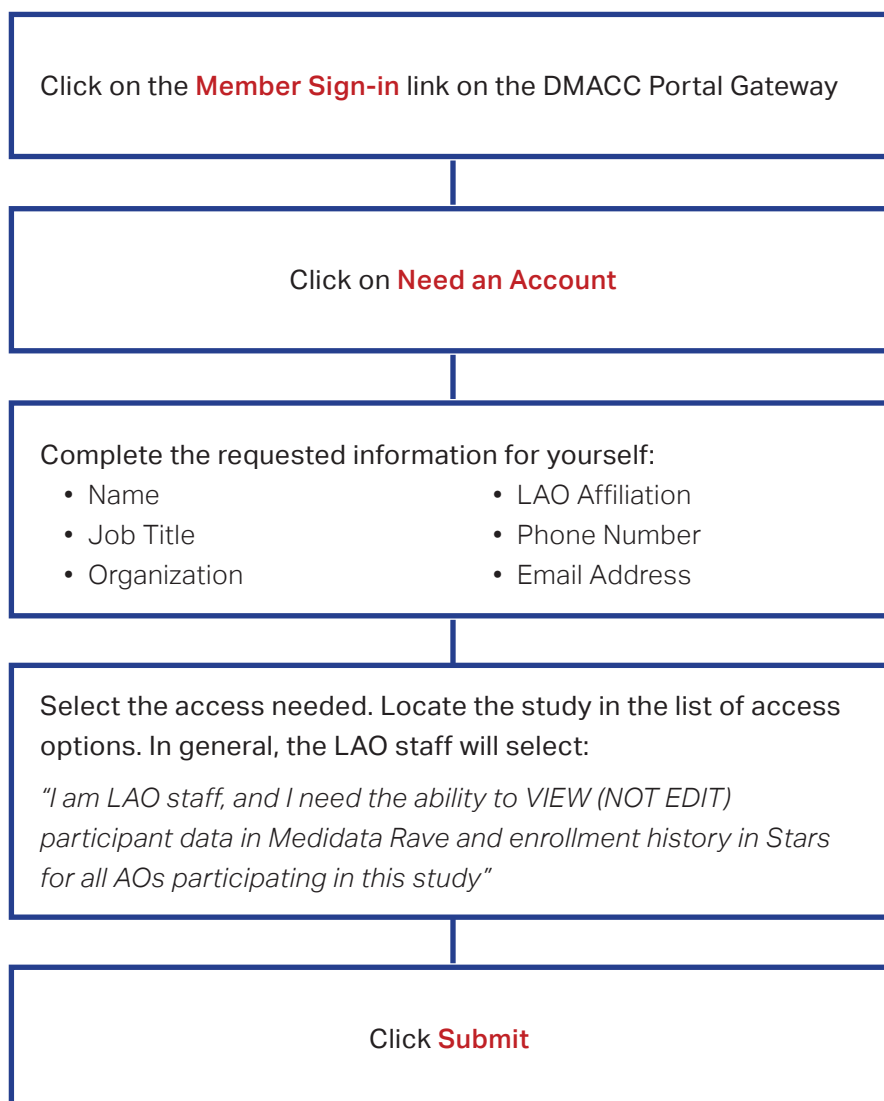 Click on the Member Sign-in link on the DMACC Portal Gateway
Click on Need an Account
Complete the requested information for yourself:
• Name
• Job Title
• Organization
• LAO Affiliation
• Phone Number
• Email Address
Select the access needed. Locate the study in the list of access
options. In general, the LAO staff will select:
“I am LAO staff, and I need the ability to VIEW (NOT EDIT)
participant data in Medidata Rave and enrollment history in Stars
for all AOs participating in this study”
Click Submit